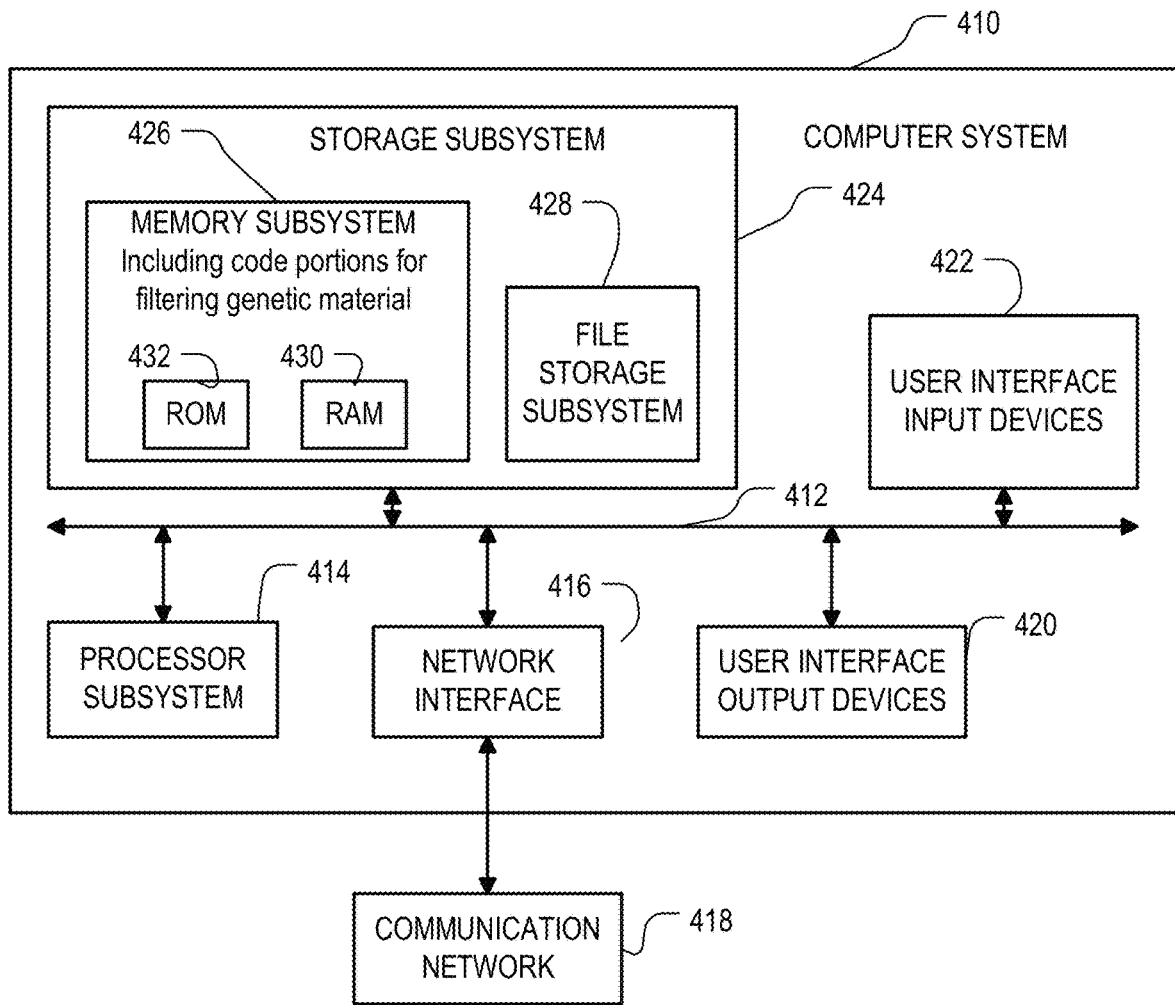 410
STORAGE SUBSYSTEM
COMPUTER SYSTEM
426
424
MEMORY SUBSYSTEM
Including code portions for
filtering genetic material
428
422
432
430
ROM
RAM
FILE
STORAGE
SUBSYSTEM
USER INTERFACE
INPUT DEVICES
412
414
416
420
PROCESSOR
SUBSYSTEM
NETWORK
INTERFACE
USER INTERFACE
OUTPUT DEVICES
COMMUNICATION
NETWORK
418